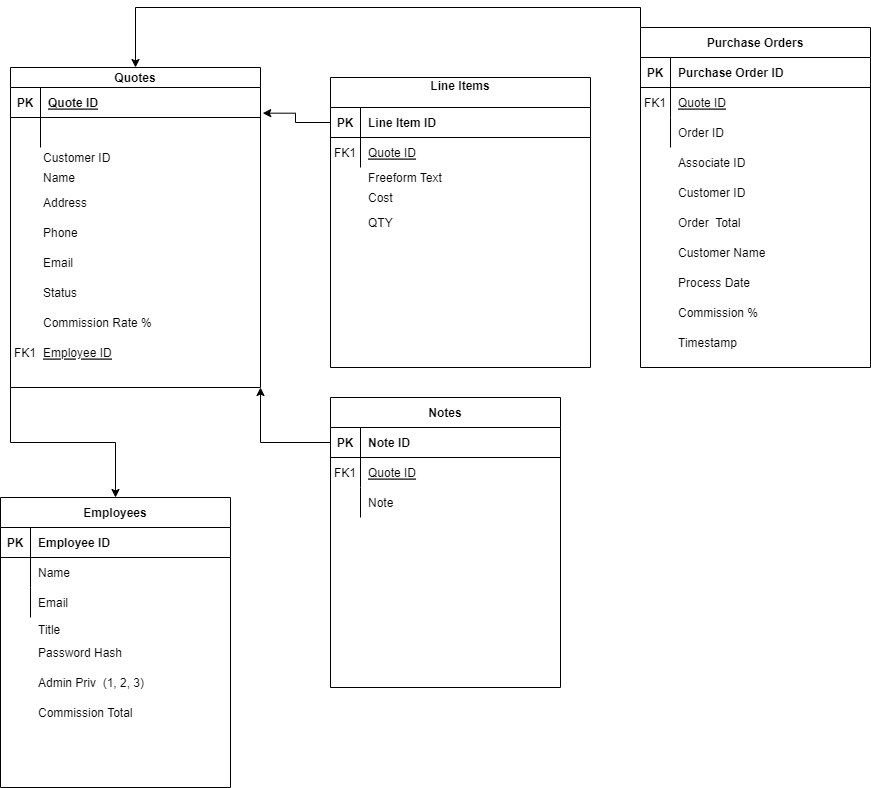 Quotes
PK Quote ID
Customer ID
Name
Address
Phone
Email
Status
Commission Rate %
FK1 Employee ID
Line Items
PK Line Item ID
FK1 Quote ID
Freeform Text
Cost
QTY
Purchase Orders
PK Purchase Order ID
FK1 Quote ID
Order ID
Associate ID
Customer ID
Order Total
Customer Name
Process Date
Commission %
Timestamp
Notes
PK Note ID
FK1 Quote ID
Note
Employees
PK Employee ID
Name
Email
Title
Password Hash
Admin Priv (1, 2, 3)
Commission Total